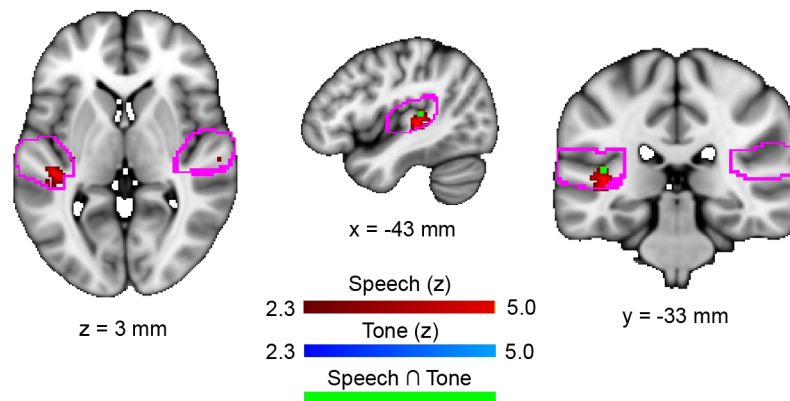 x = -43 mm
z = 3 mm
y = -33 mm
Speech (z)
2.3 5.0
Tone (z)
2.3 5.0
Speech ∩ Tone